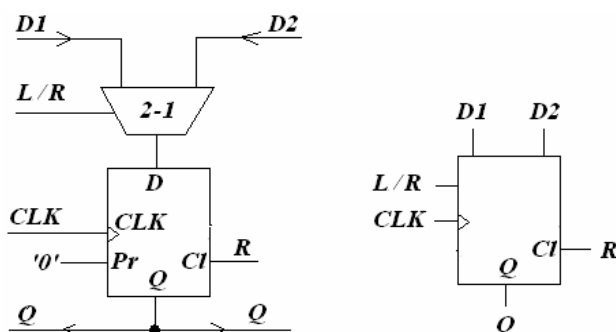 D1 D2
L/R
2-1
D1 D2
D
L/R
CLK CLK
CLK
'0' Pr Cl R
Cl R
Q
Q
Q Q
Q